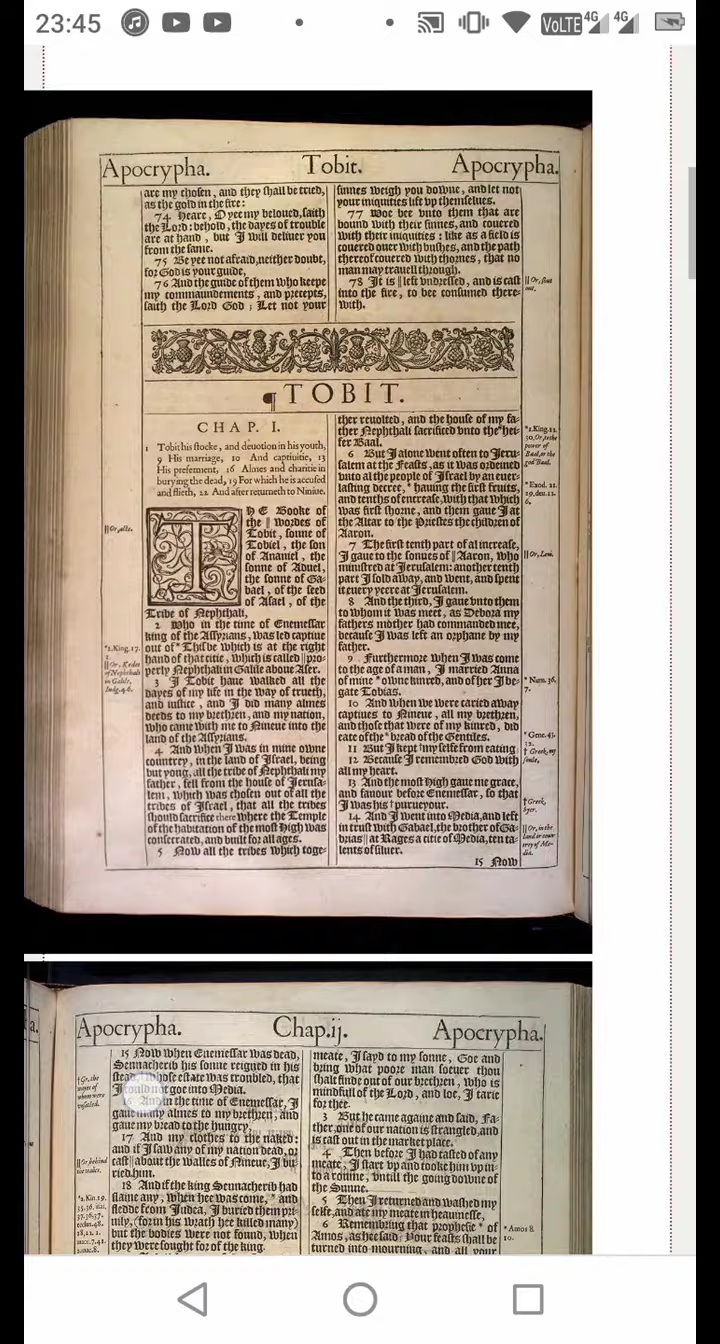 23:45
VoLTE 4G 4G
Apocrypha. Tobit. Apocrypha.
are my chosen, and they shall be tried,
as the gold in the fire:
74 Heare, O yee my beloued, saith
the Lord: behold, the dayes of trouble
are at hand, but I will deliuer you
from the same.
75 Be yee not afraid, neither doubt,
for God is your guide,
76 And the guide of them who keepe
my commaundements, and precepts,
saith the Lord God; Let not your
sinnes weigh you downe, and let not
your iniquities lift vp themselues.
77 Woe bee vnto them that are
bound with their sinnes, and couered
with their iniquities: like as a field is
couered ouer with bushes, and the path
thereof couered with thornes, that no
man may trauell through.
78 It is || left vndressed, and is cast
into the fire, to bee consumed there-
with.
|| Or, shut
out.
¶ TOBIT.
CHAP. I.
1 Tobit his stocke, and deuotion in his youth,
9 His marriage, 10 And captiuitie, 13
His preferment, 16 Almes and charitie in
burying the dead, 19 For which he is accused
and flieth, 22 And after returneth to Niniue.
THE Booke of
the || wordes of
Tobit, sonne of
Tobiel, the son
of Ananiel, the
sonne of Aduel,
the sonne of Ga-
bael, of the seed
of Asael, of the
Tribe of Nephthali,
2 Who in the time of Enemessar
king of the Assyrians, was led captiue
out of * Thisbe which is at the right
hand of that citie, which is called || pro-
perly Nephthali in Galile aboue Aser.
3 I Tobit haue walked all the
dayes of my life in the way of trueth,
and iustice, and I did many almes
deeds to my brethren, and my nation,
who came with me to Nineue into the
land of the Assyrians.
4 And when I was in mine owne
countrey, in the land of Israel, being
but yong, all the tribe of Nephthali my
father, fell from the house of Ierusa-
lem, which was chosen out of all the
tribes of Israel, that all the tribes
should sacrifice there where the Temple
of the habitation of the most High was
consecrated, and built for all ages.
5 Now all the tribes which toge-
|| Or, acts.
*2. King. 17.
3.
|| Or, Kedes
of Nephthali
in Galile,
Iudg. 4. 6.
ther reuolted, and the house of my fa-
ther Nephthali sacrificed vnto the * hei-
fer Baal.
6 But I alone went often to Ieru-
salem at the Feasts, as it was ordeined
vnto al the people of Israel by an euer-
lasting decree, * hauing the first fruits,
and tenths of encrease, with that which
was first shorne, and them gaue I at
the Altar to the Priestes the children of
Aaron.
7 The first tenth part of al increase,
I gaue to the sonnes of || Aaron, who
ministred at Ierusalem: another tenth
part I sold away, and went, and spent
it euery yeere at Ierusalem.
8 And the third, I gaue vnto them
to whom it was meet, as Debora my
fathers mother had commanded mee,
because I was left an orphane by my
father.
9 Furthermore when I was come
to the age of a man, I married Anna
of mine * owne kinred, and of her I be-
gate Tobias.
10 And when we were caried away
captiues to Nineue, all my brethren,
and those that were of my kinred, did
eate of the * bread of the Gentiles.
11 But I kept † my selfe from eating
12 Because I remembred God with
all my heart.
13 And the most High gaue me grace,
and fauour before Enemessar, so that
I was his † purueyour.
14 And I went into Media, and left
in trust with Gabael, the brother of Ga-
brias || at Rages a citie of Media, ten ta-
lents of siluer.
15 Now
*1. King. 12.
30. Or, to the
power of
Baal, or the
god Baal.
* Exod. 22.
29. deu. 12.
6.
|| Or, Leui.
* Num. 36.
7.
* Gene. 43.
32.
† Greek, my
soule,
† Greek,
byer.
|| Or, in the
land or coun-
trey of Me-
dia.
a.
Apocrypha. Chap. ij. Apocrypha.
15 Now when Enemessar was dead,
Sennacherib his sonne reigned in his
stead, † whose estate was troubled, that
I could not goe into Media.
16 And in the time of Enemessar, I
gaue many almes to my brethren, and
gaue my bread to the hungry,
17 And my clothes to the naked:
and if I saw any of my nation dead, or
cast || about the walles of Nineue, I bu-
ried him.
18 And if the king Sennacherib had
slaine any, when hee was come, * and
fledde from Iudea, I buried them pri-
uily, (for in his wrath hee killed many)
but the bodies were not found, when
they were sought for of the king.
† Gr. the
wayes of
whom were
vnsetled.
|| Or, behind
the walles.
*2. Kin. 19.
35, 36. isai.
37. 36, 37.
ecclus. 48.
18, 22. 1.
macc. 7. 41.
2. mac. 8.
meate, I sayd to my sonne, Goe and
bring what poore man soeuer thou
shalt finde out of our brethren, who is
mindfull of the Lord, and loe, I tarie
for thee.
3 But he came againe and said, Fa-
ther, one of our nation is strangled, and
is cast out in the market place.
4 Then before I had tasted of any
meate, I start vp and tooke him vp in-
to a roume, vntill the going downe of
the Sunne.
5 Then I returned and washed my
selfe, and ate my meate in heauinesse,
6 Remembring that prophesie * of
Amos, as hee said; Your feasts shall be
turned into mourning, and all your
* Amos 8.
10.